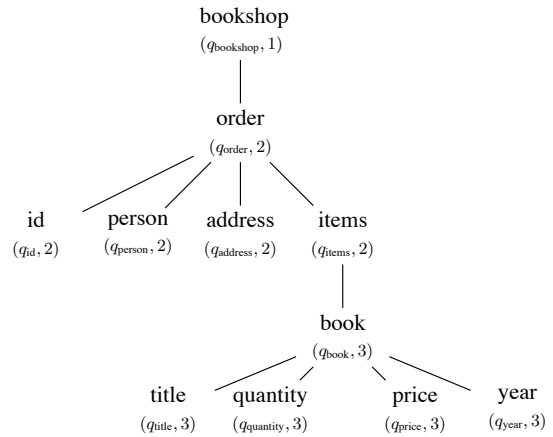 bookshop
(q_bookshop, 1)
order
(q_order, 2)
id person address items
(q_id, 2) (q_person, 2) (q_address, 2) (q_items, 2)
book
(q_book, 3)
title quantity price year
(q_title, 3) (q_quantity, 3) (q_price, 3) (q_year, 3)